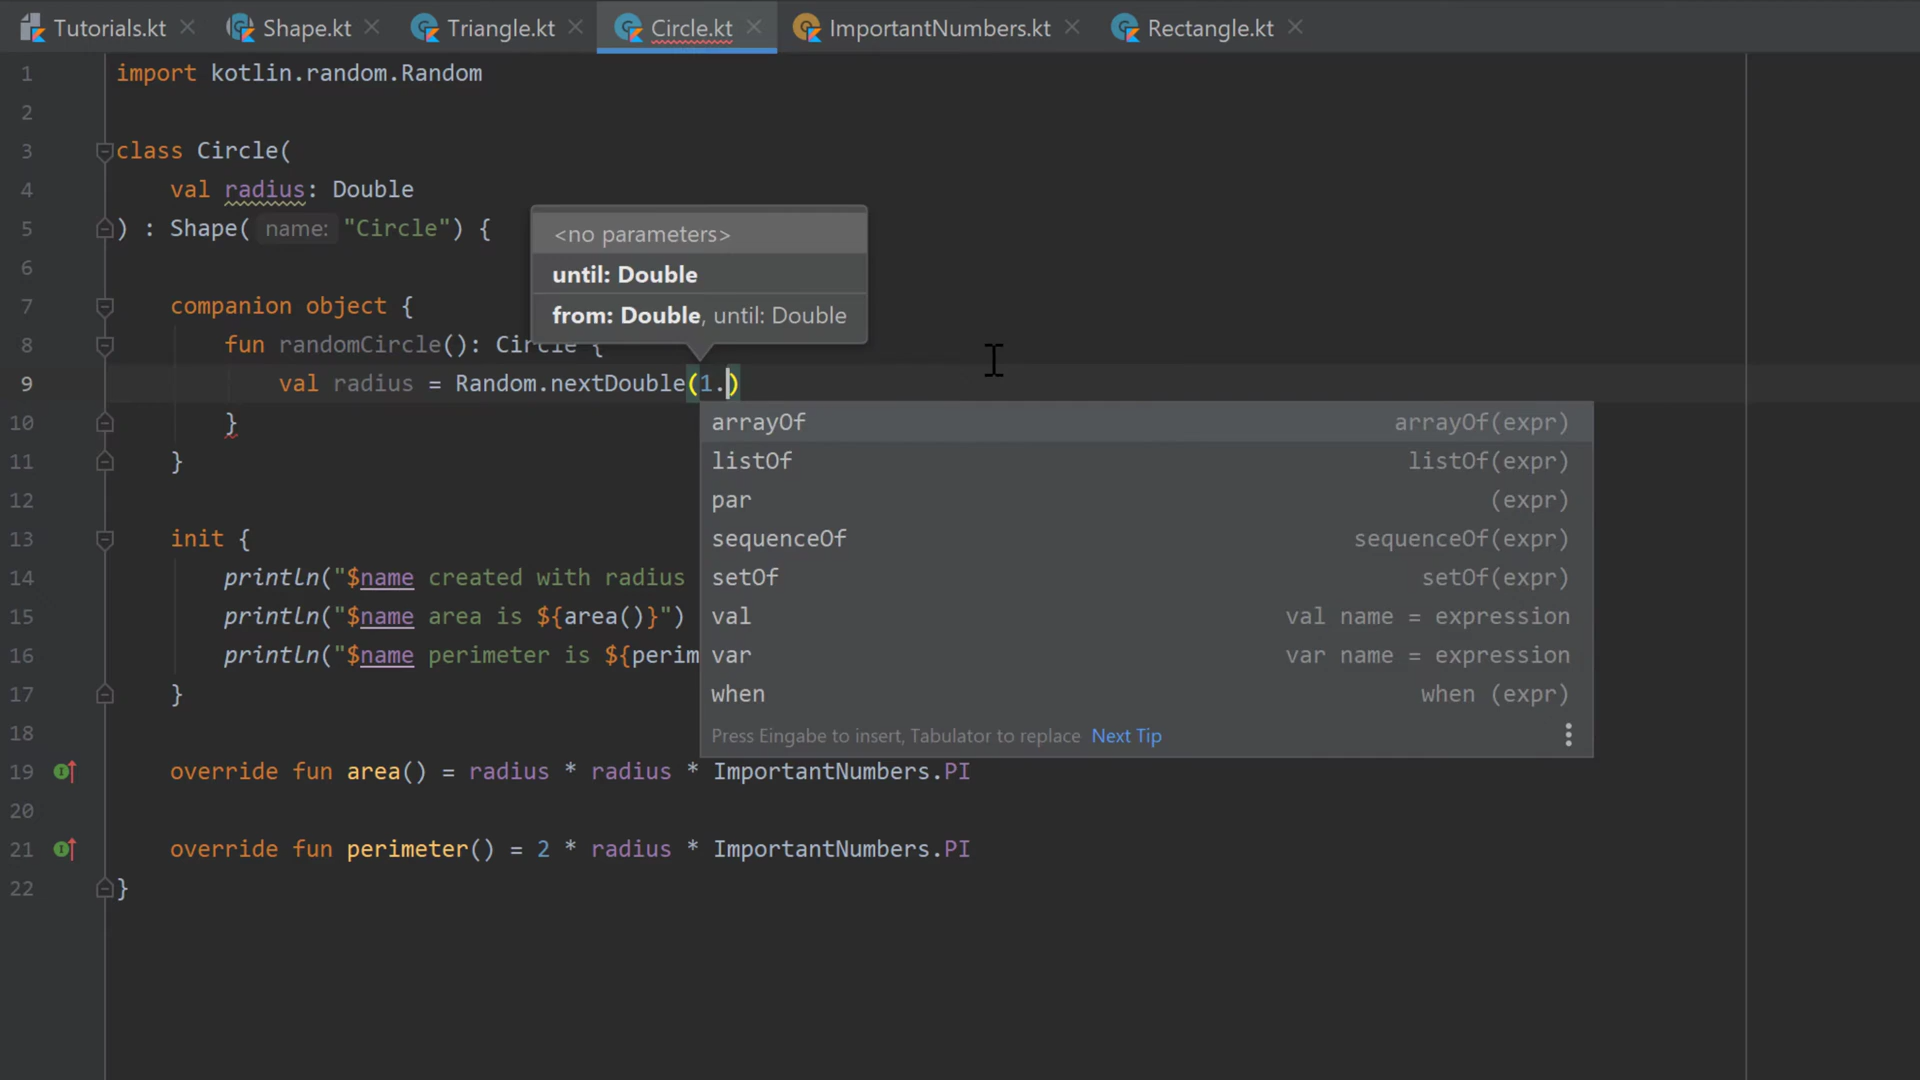 Tutorials.kt Shape.kt Triangle.kt Circle.kt ImportantNumbers.kt Rectangle.kt
1 import kotlin.random.Random
2
3 class Circle(
4 val radius: Double
5 ) : Shape( name: "Circle") {
<no parameters>
until: Double
from: Double, until: Double
6
7 companion object {
8 fun randomCircle(): Circle {
9 val radius = Random.nextDouble(1.)
10 }
11 }
12
13 init {
14 println("$name created with radius
15 println("$name area is ${area()}")
16 println("$name perimeter is ${perim
17 }
18
arrayOf arrayOf(expr)
listOf listOf(expr)
par (expr)
sequenceOf sequenceOf(expr)
setOf setOf(expr)
val val name = expression
var var name = expression
when when (expr)
Press Eingabe to insert, Tabulator to replace Next Tip
19 override fun area() = radius * radius * ImportantNumbers.PI
20
21 override fun perimeter() = 2 * radius * ImportantNumbers.PI
22 }